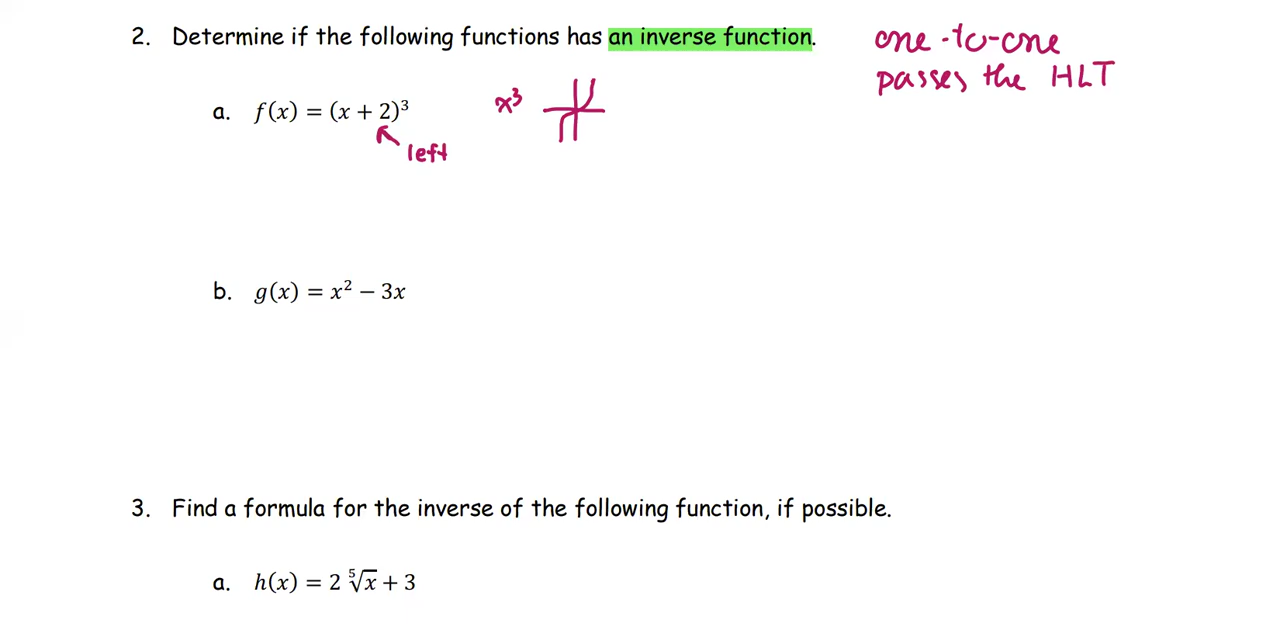 2. Determine if the following functions has an inverse function.
one-to-one
passes the HLT
a. f(x) = (x + 2)³
x³
left
b. g(x) = x² − 3x
3. Find a formula for the inverse of the following function, if possible.
a. h(x) = 2 ⁵√x + 3